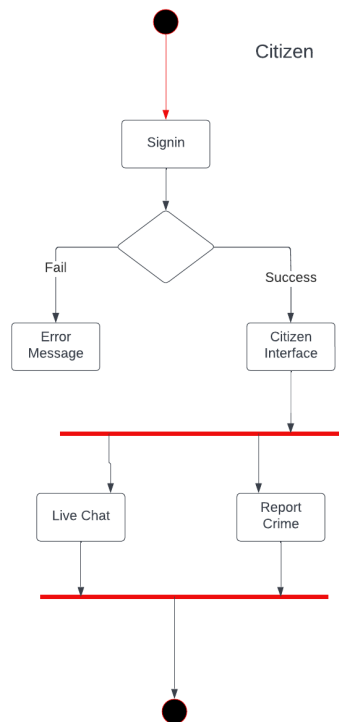 Citizen
Signin
Fail
Success
Error
Message
Citizen
Interface
Live Chat
Report
Crime